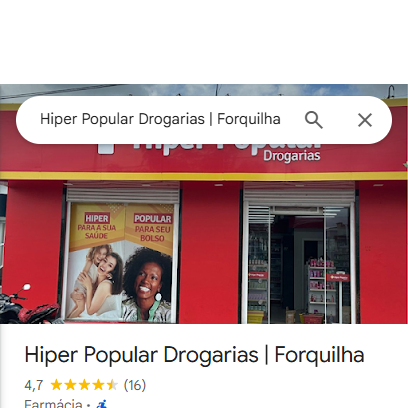 Hiper Popular Drogarias | Forquilha
Hiper Popular
Drogarias
HIPER
PARA A SUA
SAÚDE
POPULAR
PARA SEU
BOLSO
Hiper Popular Drogarias | Forquilha
4,7 (16)
Farmácia ·